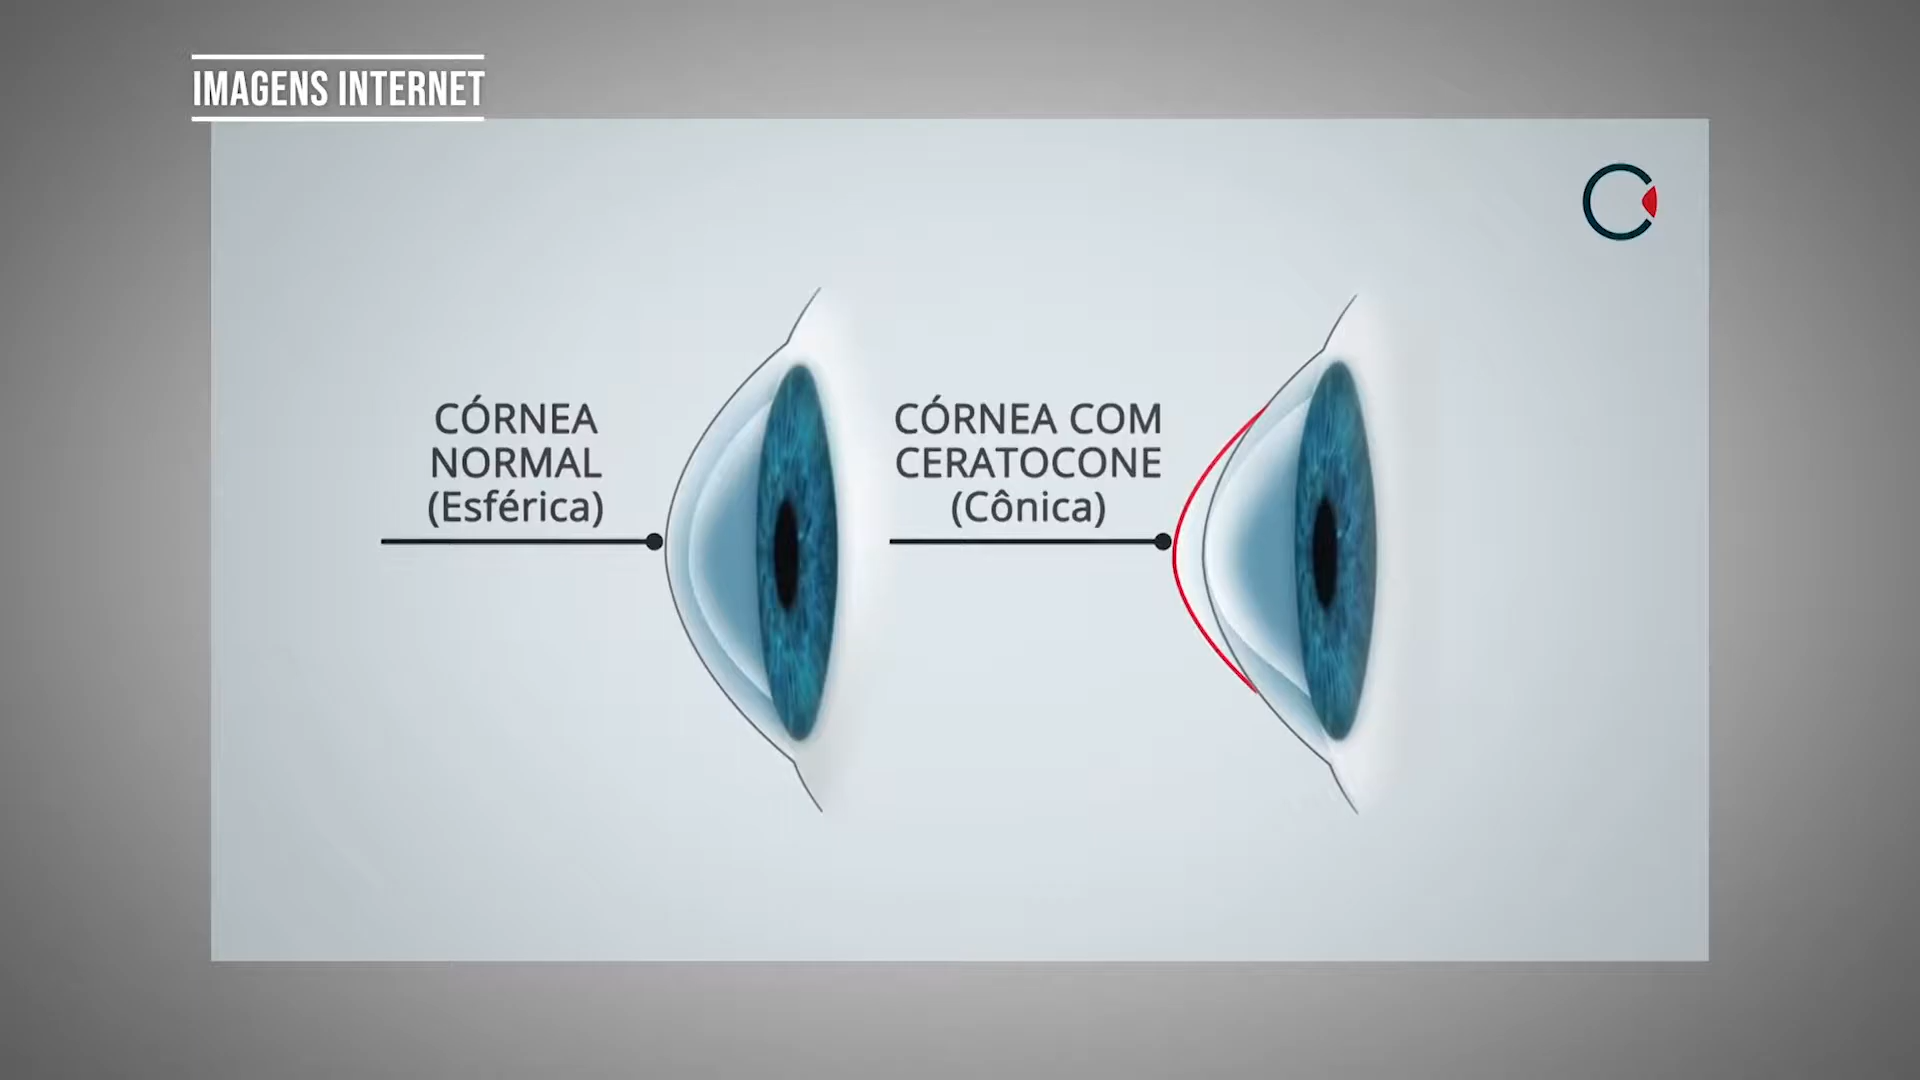 IMAGENS INTERNET
CÓRNEA
NORMAL
(Esférica)
CÓRNEA COM
CERATOCONE
(Cônica)